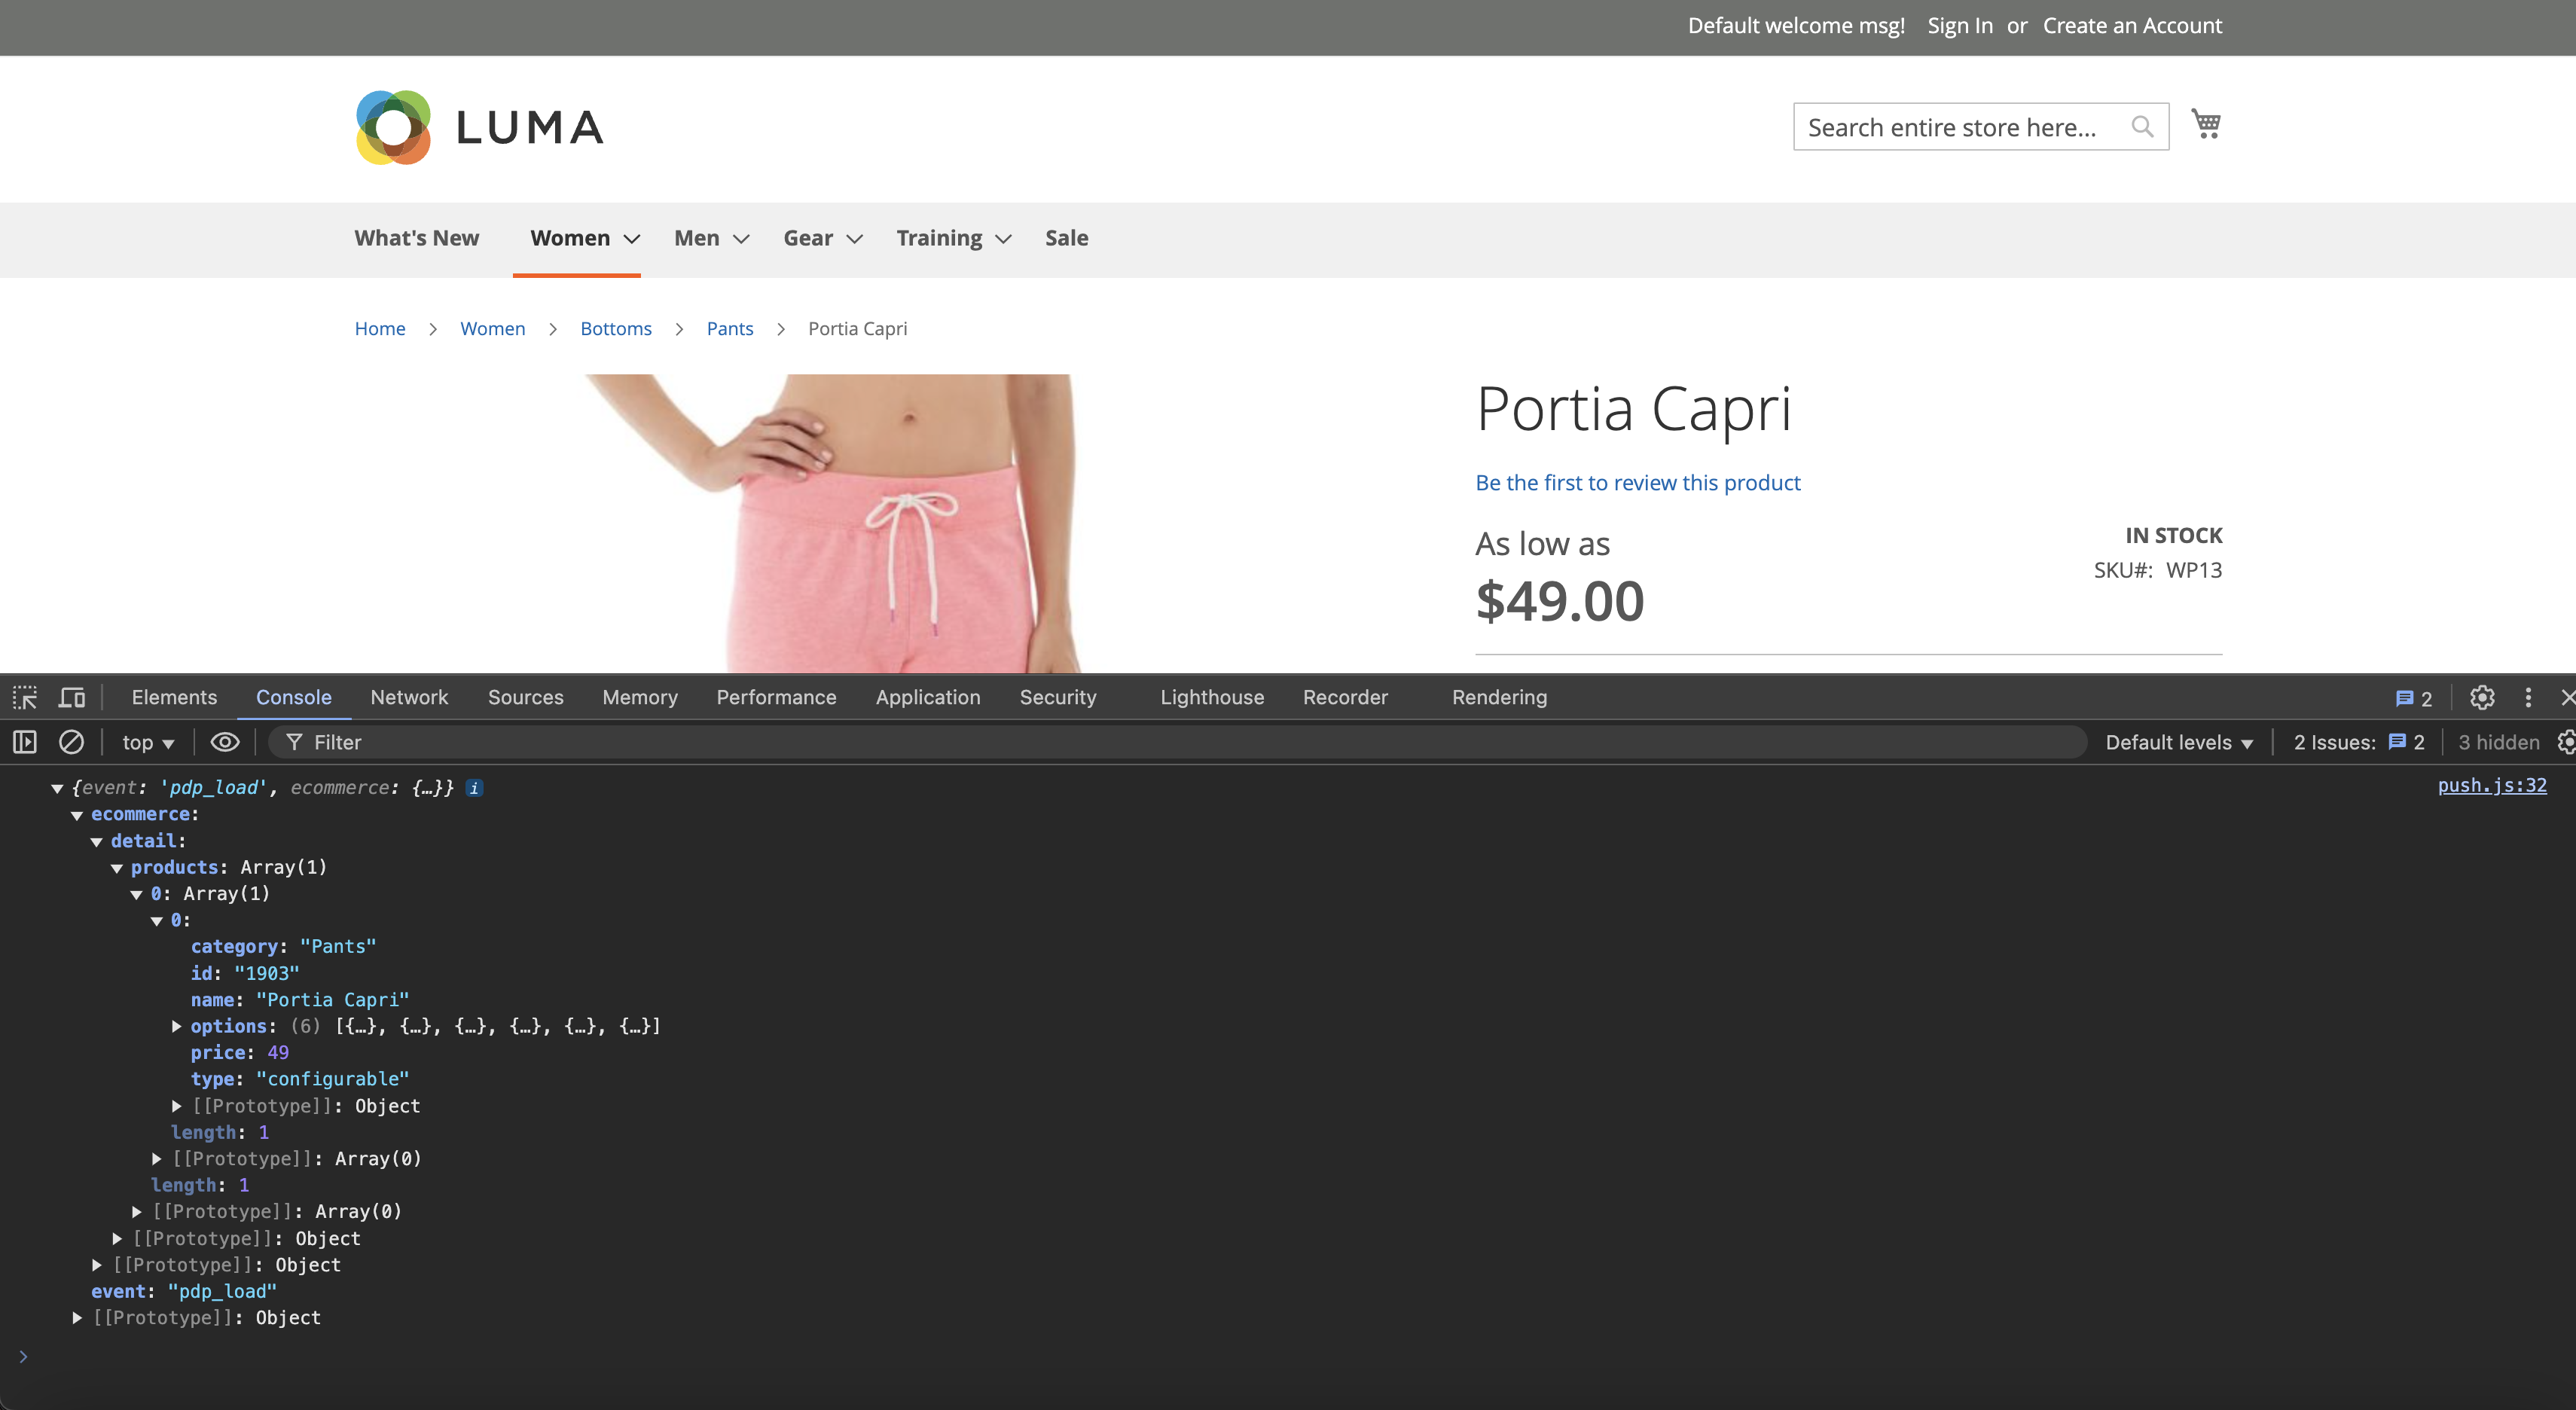 Default welcome msg! Sign In or Create an Account
LUMA
Search entire store here...
What's New Women Men Gear Training Sale
Home > Women > Bottoms > Pants > Portia Capri
Portia Capri
Be the first to review this product
As low as
$49.00
IN STOCK
SKU#: WP13
Elements Console Network Sources Memory Performance Application Security Lighthouse Recorder Rendering 2
top Filter Default levels 2 Issues: 2 3 hidden
{event: 'pdp_load', ecommerce: {…}} i push.js:32
ecommerce:
detail:
products: Array(1)
0: Array(1)
0:
category: "Pants"
id: "1903"
name: "Portia Capri"
options: (6) [{…}, {…}, {…}, {…}, {…}, {…}]
price: 49
type: "configurable"
[[Prototype]]: Object
length: 1
[[Prototype]]: Array(0)
length: 1
[[Prototype]]: Array(0)
[[Prototype]]: Object
[[Prototype]]: Object
event: "pdp_load"
[[Prototype]]: Object